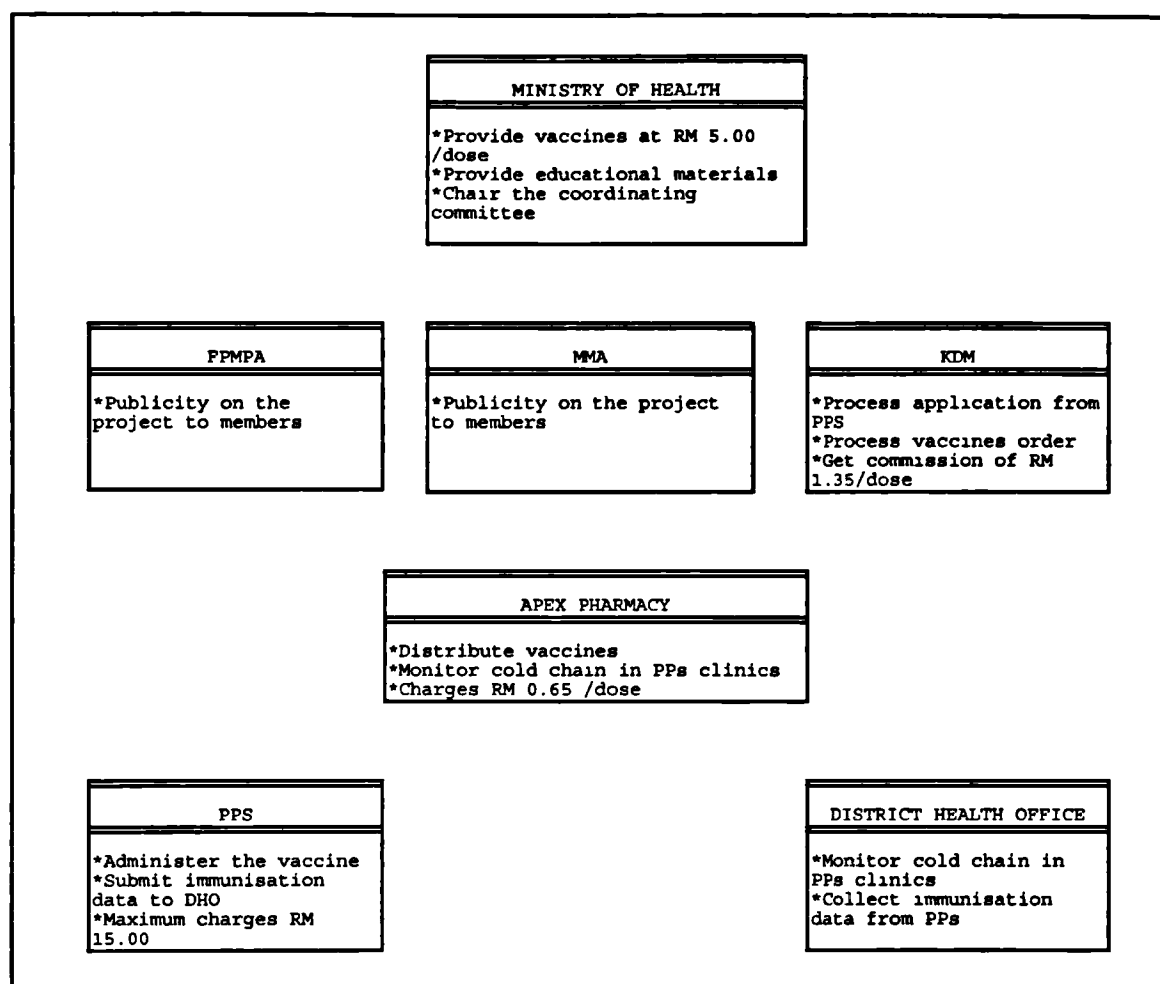 MINISTRY OF HEALTH
*Provide vaccines at RM 5.00
/dose
*Provide educational materials
*Chair the coordinating
committee
FPMPA
*Publicity on the
project to members
MMA
*Publicity on the project
to members
KDM
*Process application from
PPS
*Process vaccines order
*Get commission of RM
1.35/dose
APEX PHARMACY
*Distribute vaccines
*Monitor cold chain in PPs clinics
*Charges RM 0.65 /dose
PPS
*Administer the vaccine
*Submit immunisation
data to DHO
*Maximum charges RM
15.00
DISTRICT HEALTH OFFICE
*Monitor cold chain in
PPs clinics
*Collect immunisation
data from PPs